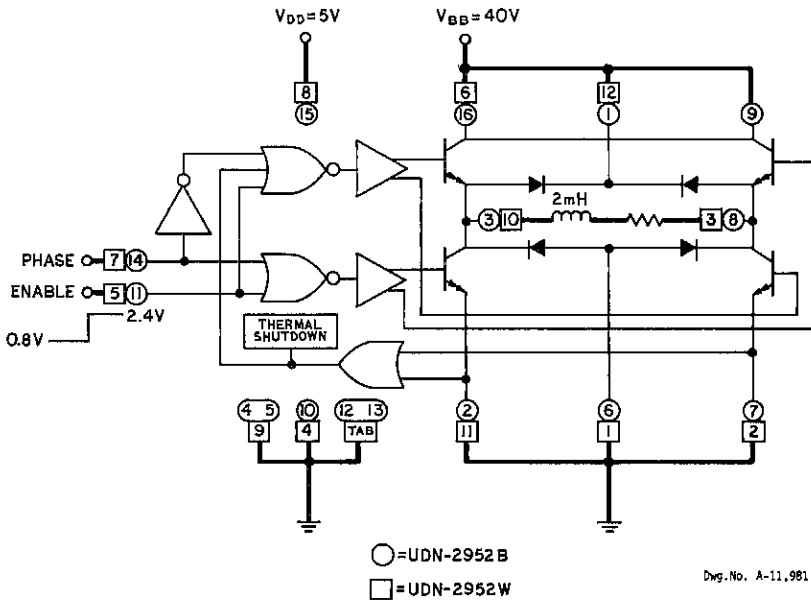 VDD = 5V
VBB = 40V
8
15
6
16
12
1
9
2mH
3 10
3 8
PHASE 7 14
ENABLE 5 11
2.4V
0.8V
THERMAL
SHUTDOWN
4 5
9
10
4
12 13
TAB
2
11
6
1
7
2
=UDN-2952B
=UDN-2952W
Dwg.No. A-11,981